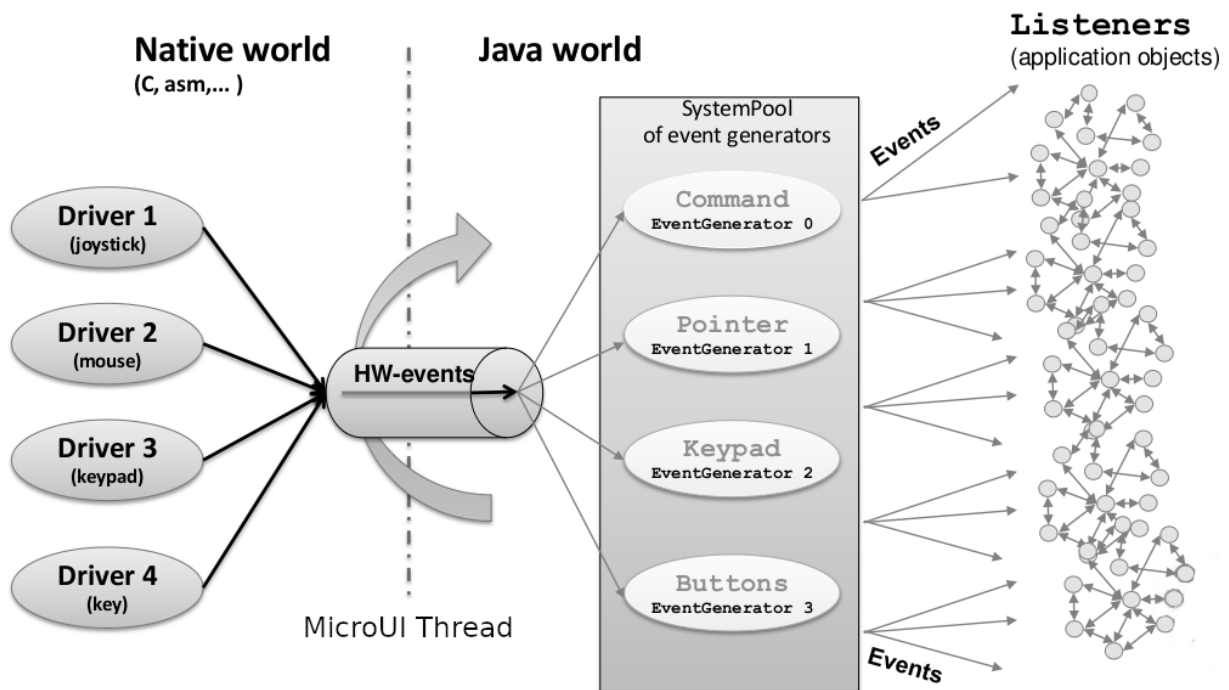 Native world
(C, asm,... )
Java world
Listeners
(application objects)
SystemPool
of event generators
Events
Driver 1
(joystick)
Driver 2
(mouse)
Driver 3
(keypad)
Driver 4
(key)
HW-events
MicroUI Thread
Command
EventGenerator 0
Pointer
EventGenerator 1
Keypad
EventGenerator 2
Buttons
EventGenerator 3
Events